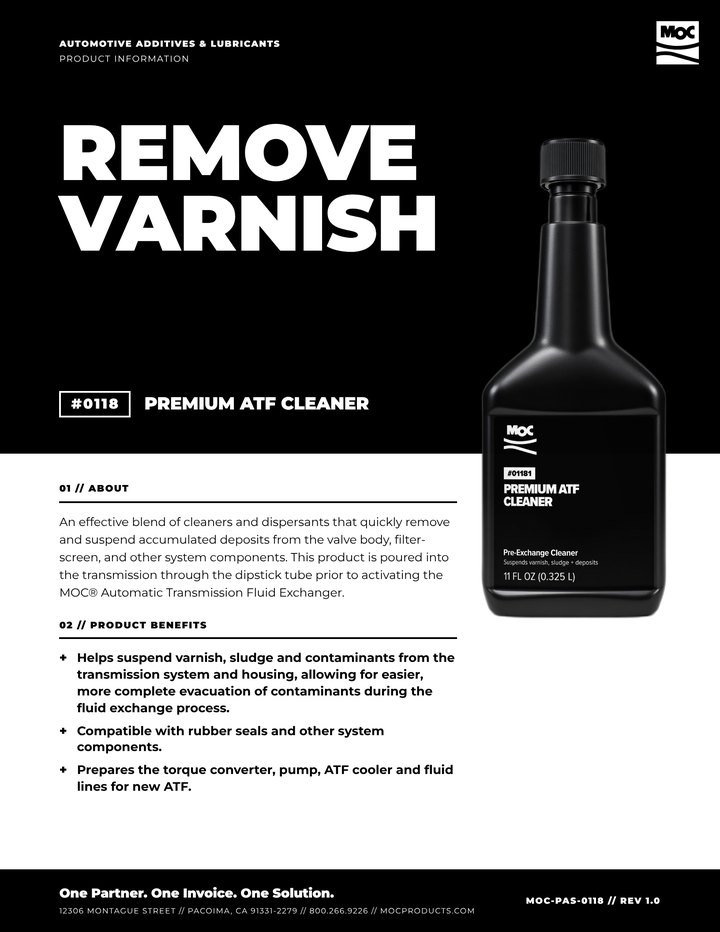 AUTOMOTIVE ADDITIVES & LUBRICANTS
PRODUCT INFORMATION
MOC
REMOVE
VARNISH
#0118 PREMIUM ATF CLEANER
MOC
#01181
PREMIUM ATF
CLEANER
Pre-Exchange Cleaner
Suspends varnish, sludge + deposits
11 FL OZ (0.325 L)
01 // ABOUT
An effective blend of cleaners and dispersants that quickly remove
and suspend accumulated deposits from the valve body, filter-
screen, and other system components. This product is poured into
the transmission through the dipstick tube prior to activating the
MOC® Automatic Transmission Fluid Exchanger.
02 // PRODUCT BENEFITS
+ Helps suspend varnish, sludge and contaminants from the
transmission system and housing, allowing for easier,
more complete evacuation of contaminants during the
fluid exchange process.
+ Compatible with rubber seals and other system
components.
+ Prepares the torque converter, pump, ATF cooler and fluid
lines for new ATF.
One Partner. One Invoice. One Solution.
12306 MONTAGUE STREET // PACOIMA, CA 91331-2279 // 800.266.9226 // MOCPRODUCTS.COM
MOC-PAS-0118 // REV 1.0